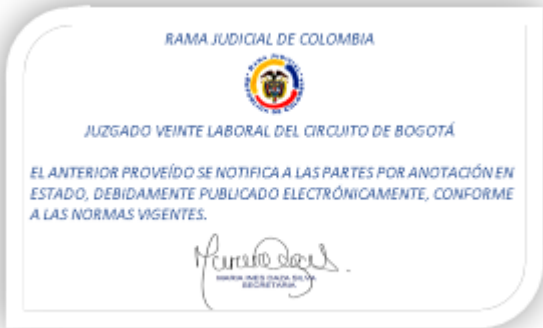 RAMA JUDICIAL DE COLOMBIA
JUZGADO VEINTE LABORAL DEL CIRCUITO DE BOGOTÁ
EL ANTERIOR PROVEÍDO SE NOTIFICA A LAS PARTES POR ANOTACIÓN EN
ESTADO, DEBIDAMENTE PUBLICADO ELECTRÓNICAMENTE, CONFORME
A LAS NORMAS VIGENTES.
MARIA INES DAZA SILVA
SECRETARIA